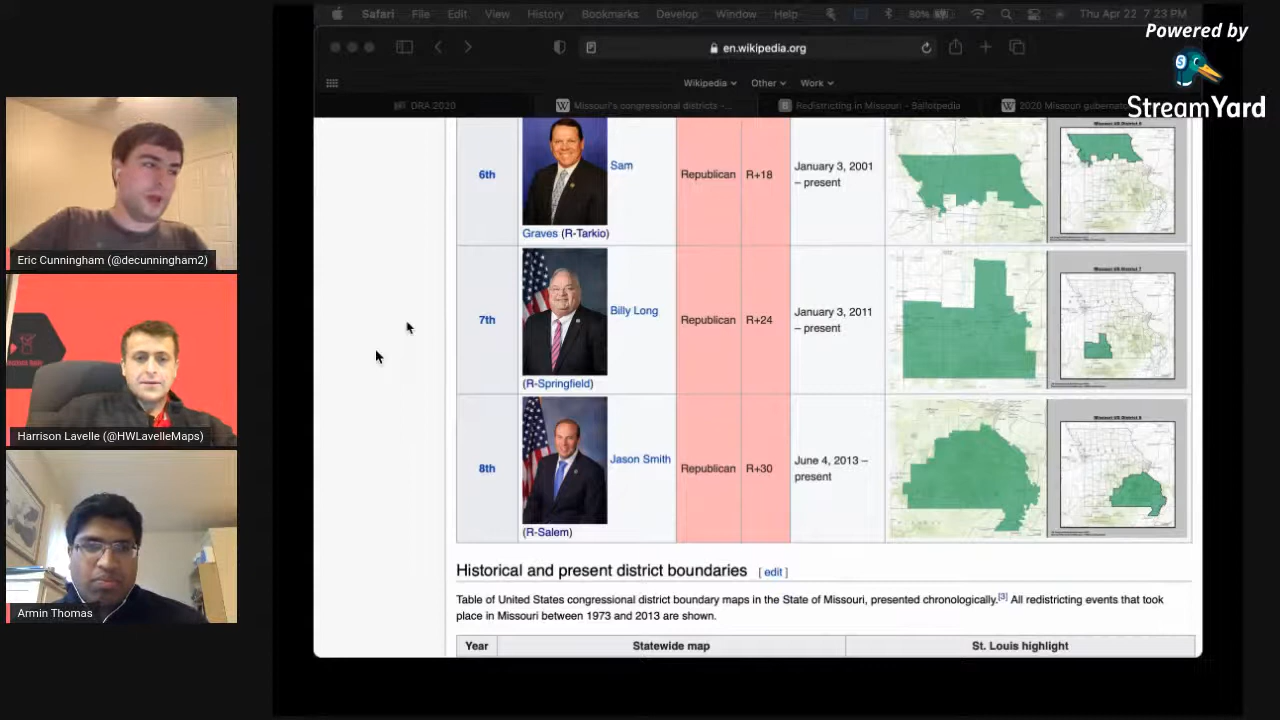 Safari File Edit View History Bookmarks Develop Window Help 80% Thu Apr 22 7:23 PM
Powered by
en.wikipedia.org
S
StreamYard
Wikipedia Other Work
DRA 2020 Missouri's congressional districts -... Redistricting in Missouri - Ballotpedia 2020 Missouri gubernat
6th Sam Graves (R-Tarkio) Republican R+18 January 3, 2001 – present
7th Billy Long (R-Springfield) Republican R+24 January 3, 2011 – present
8th Jason Smith (R-Salem) Republican R+30 June 4, 2013 – present
Historical and present district boundaries [ edit ]
Table of United States congressional district boundary maps in the State of Missouri, presented chronologically.[3] All redistricting events that took
place in Missouri between 1973 and 2013 are shown.
Year Statewide map St. Louis highlight
Eric Cunningham (@decunningham2)
Harrison Lavelle (@HWLavelleMaps)
Armin Thomas